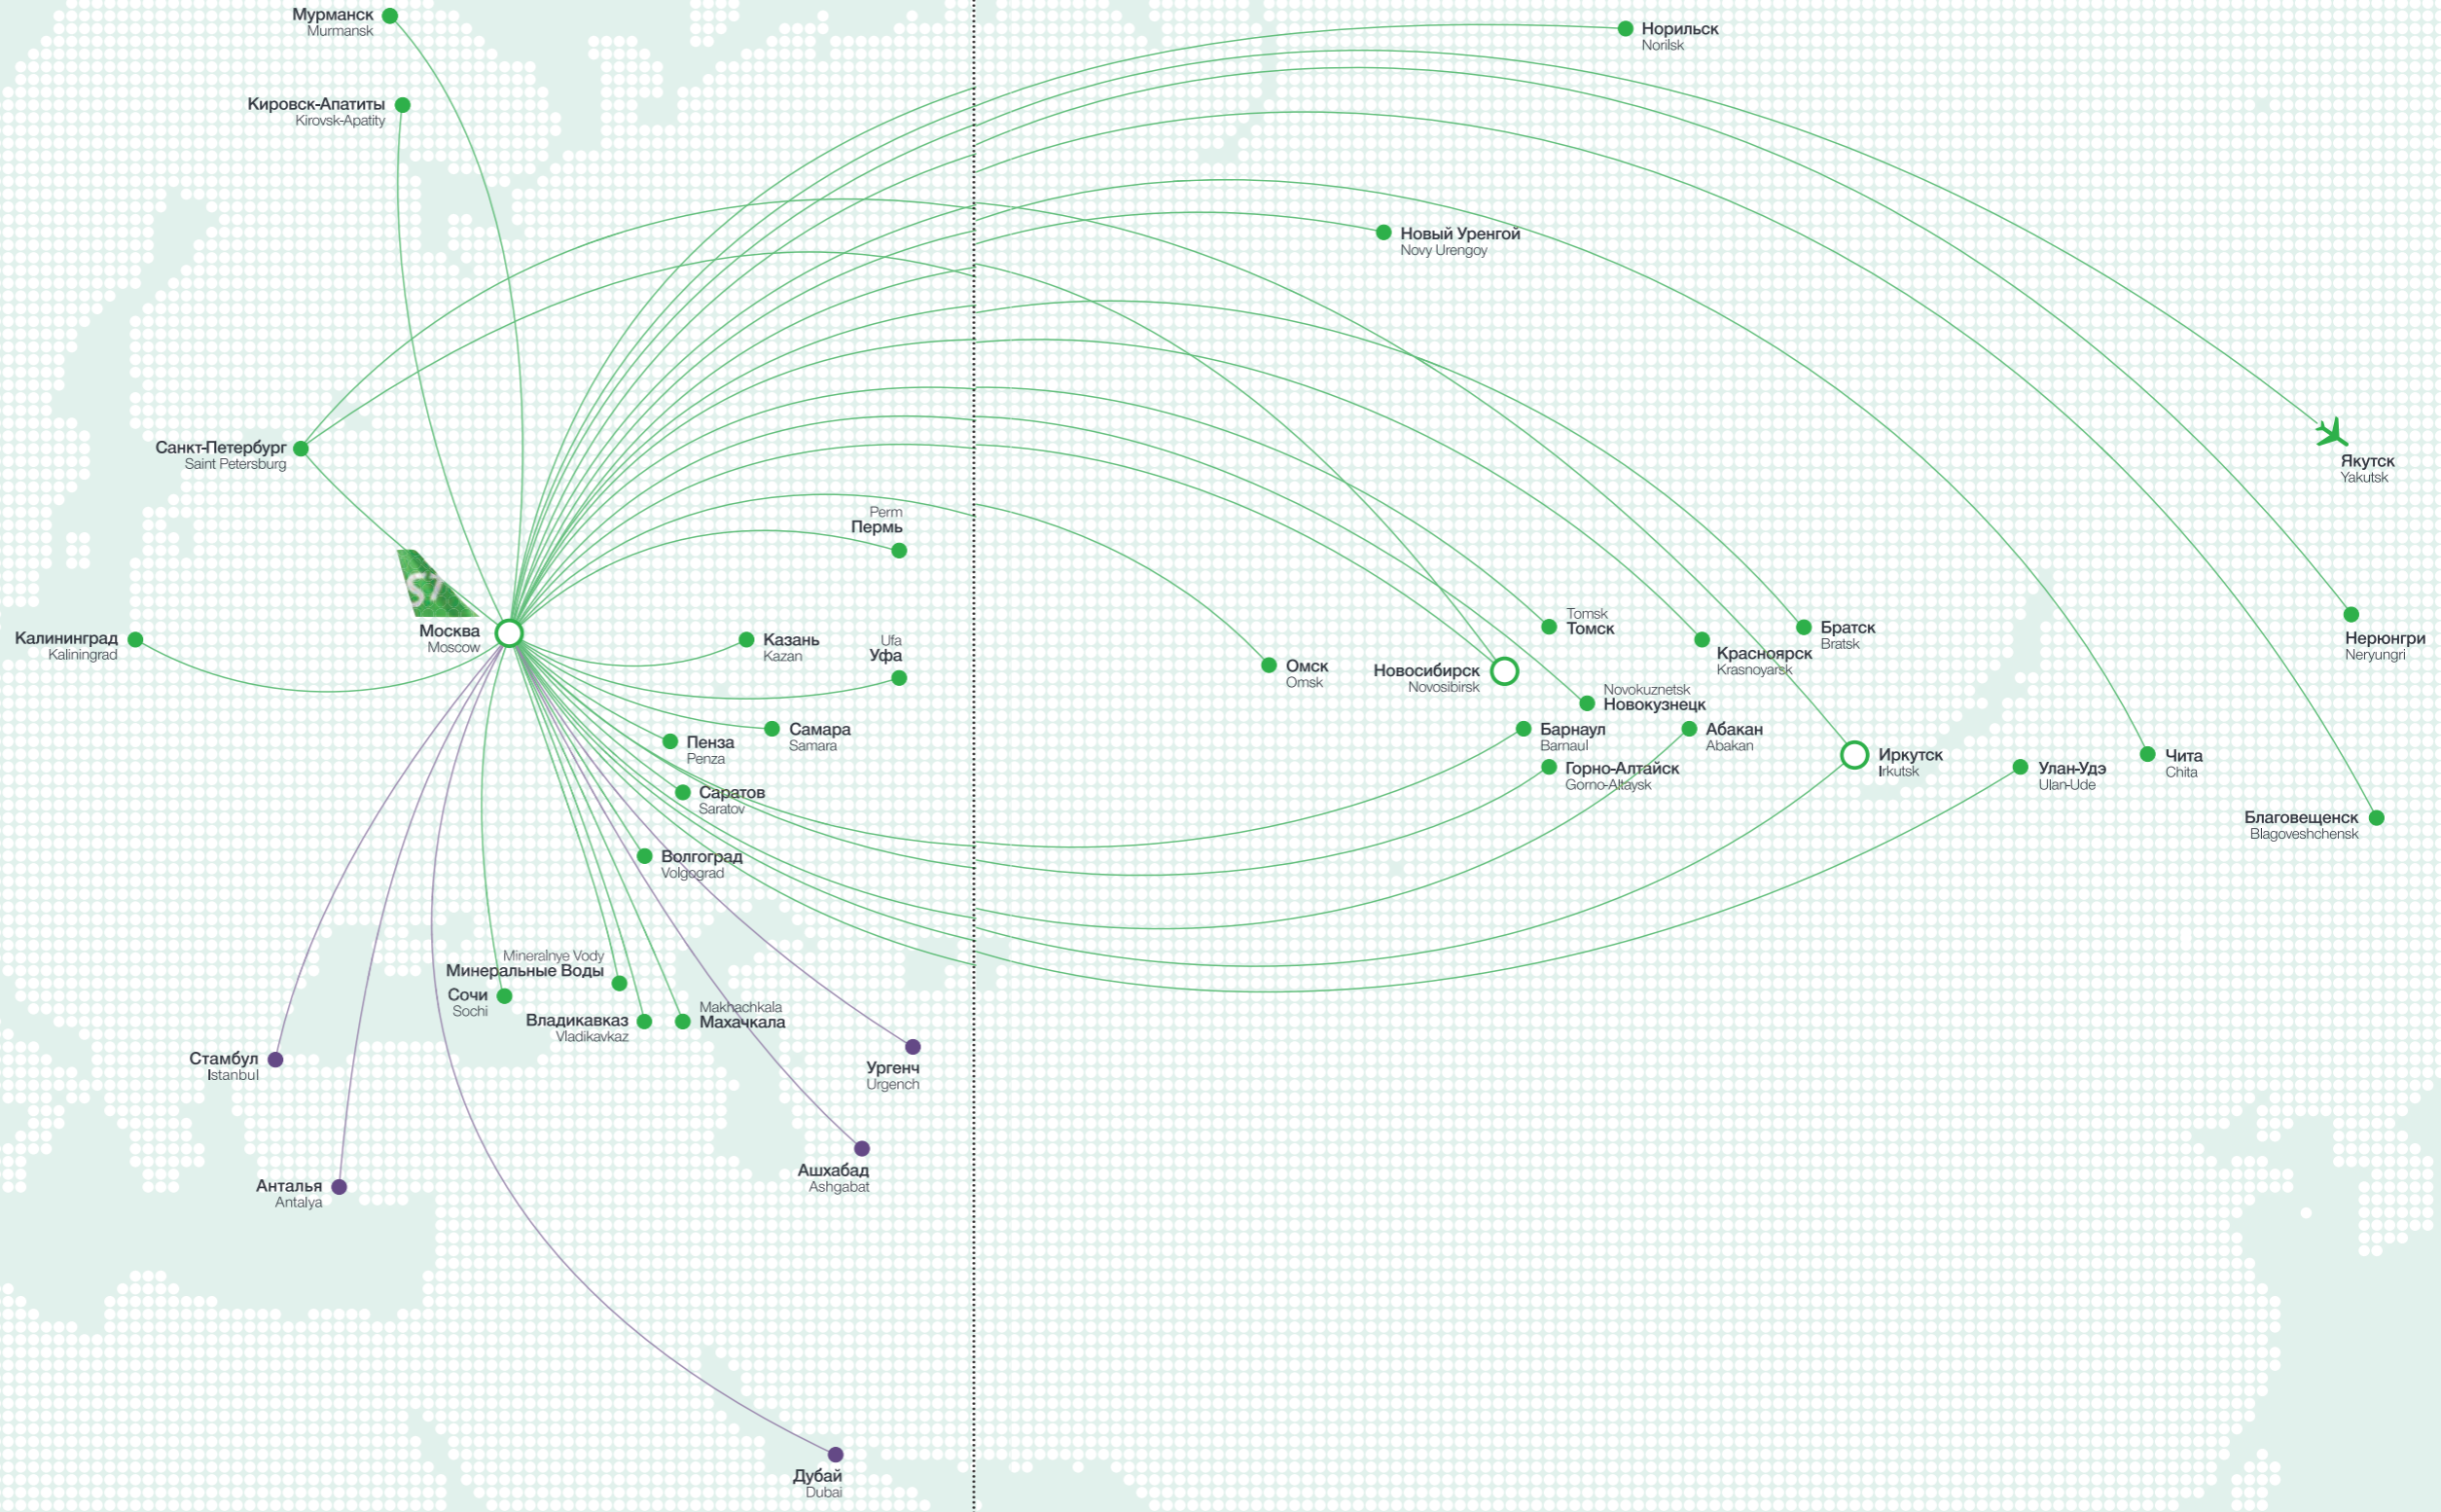 Мурманск
Murmansk
Норильск
Norilsk
Кировск-Апатиты
Kirovsk-Apatity
Новый Уренгой
Novy Urengoy
Санкт-Петербург
Saint Petersburg
Якутск
Yakutsk
Perm
Пермь
S7
Москва
Moscow
Калининград
Kaliningrad
Казань
Kazan
Ufa
Уфа
Омск
Omsk
Новосибирск
Novosibirsk
Tomsk
Томск
Красноярск
Krasnoyarsk
Братск
Bratsk
Нерюнгри
Neryungri
Novokuznetsk
Новокузнецк
Самара
Samara
Пенза
Penza
Барнаул
Barnaul
Абакан
Abakan
Горно-Алтайск
Gorno-Altaysk
Иркутск
Irkutsk
Улан-Удэ
Ulan-Ude
Чита
Chita
Саратов
Saratov
Благовещенск
Blagoveshchensk
Волгоград
Volgograd
Mineralnye Vody
Минеральные Воды
Сочи
Sochi
Владикавказ
Vladikavkaz
Makhachkala
Махачкала
Стамбул
Istanbul
Ургенч
Urgench
Ашхабад
Ashgabat
Анталья
Antalya
Дубай
Dubai